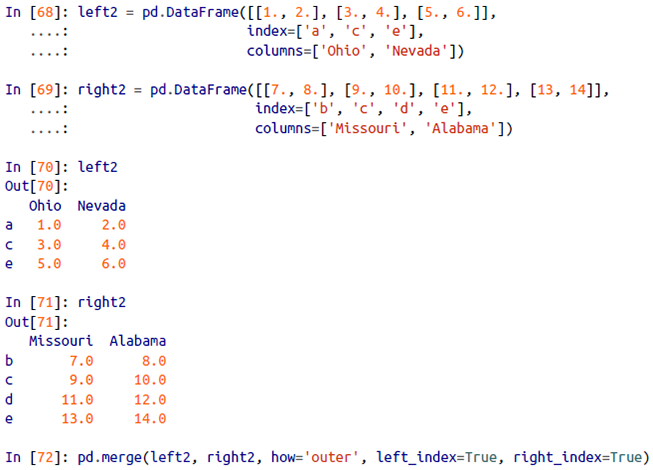 In [68]: left2 = pd.DataFrame([[1., 2.], [3., 4.], [5., 6.]],
   ....:                      index=['a', 'c', 'e'],
   ....:                      columns=['Ohio', 'Nevada'])

In [69]: right2 = pd.DataFrame([[7., 8.], [9., 10.], [11., 12.], [13, 14]],
   ....:                       index=['b', 'c', 'd', 'e'],
   ....:                       columns=['Missouri', 'Alabama'])

In [70]: left2
Out[70]:
   Ohio  Nevada
a   1.0     2.0
c   3.0     4.0
e   5.0     6.0

In [71]: right2
Out[71]:
   Missouri  Alabama
b       7.0      8.0
c       9.0     10.0
d      11.0     12.0
e      13.0     14.0

In [72]: pd.merge(left2, right2, how='outer', left_index=True, right_index=True)